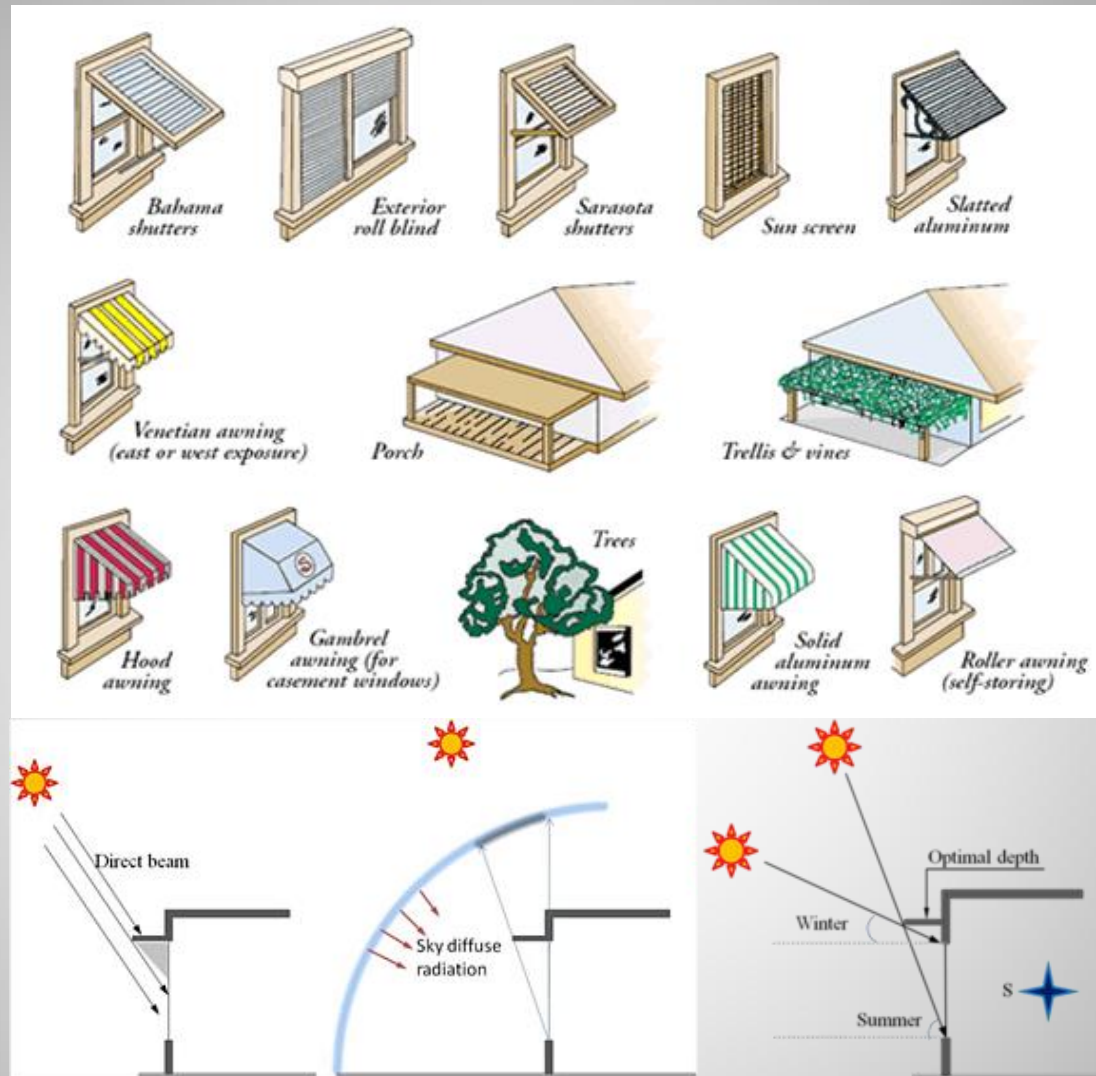 Bahama
shutters
Exterior
roll blind
Sarasota
shutters
Sun screen
Slatted
aluminum
Venetian awning
(east or west exposure)
Porch
Trellis & vines
Hood
awning
Gambrel
awning (for
casement windows)
S
Trees
Solid
aluminum
awning
Roller awning
(self-storing)
Direct beam
Sky diffuse
radiation
Optimal depth
Winter
Summer
S